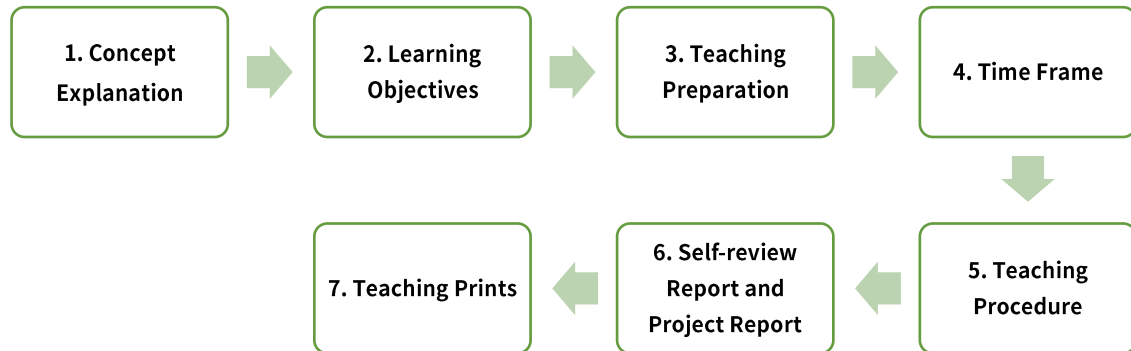 1. Concept
Explanation
2. Learning
Objectives
3. Teaching
Preparation
4. Time Frame
5. Teaching
Procedure
6. Self-review
Report and
Project Report
7. Teaching Prints